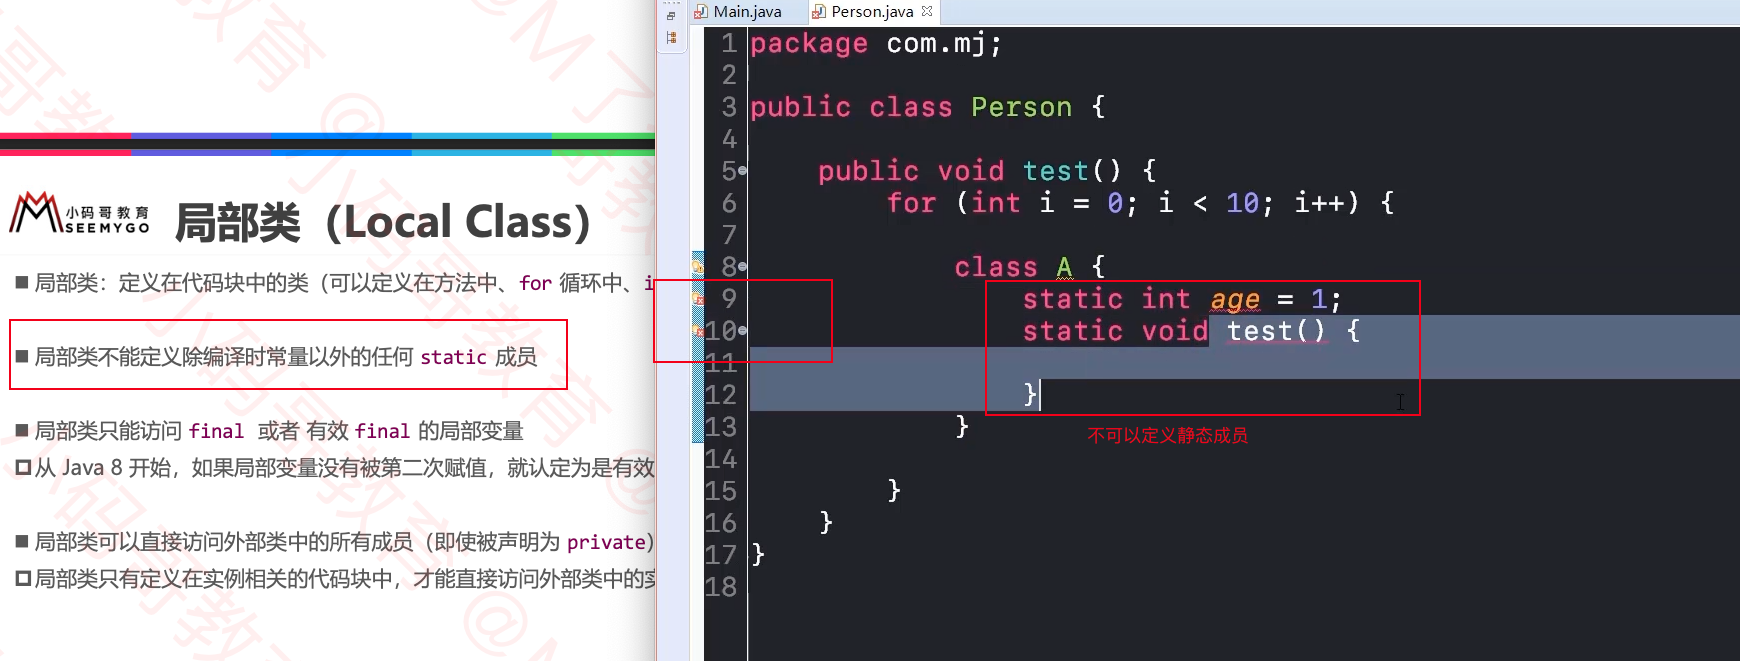 小码哥教育
SEEMYGO
局部类（Local Class）
■ 局部类：定义在代码块中的类（可以定义在方法中、for 循环中、i
■ 局部类不能定义除编译时常量以外的任何 static 成员
■ 局部类只能访问 final 或者 有效 final 的局部变量
从 Java 8 开始，如果局部变量没有被第二次赋值，就认定为是有效
■ 局部类可以直接访问外部类中的所有成员（即使被声明为 private）
局部类只有定义在实例相关的代码块中，才能直接访问外部类中的实
Main.java
Person.java
1 package com.mj;
2
3 public class Person {
4
5 public void test() {
6 for (int i = 0; i < 10; i++) {
7
8 class A {
9 static int age = 1;
10 static void test() {
11
12 }
13 }
不可以定义静态成员
14
15 }
16 }
17 }
18